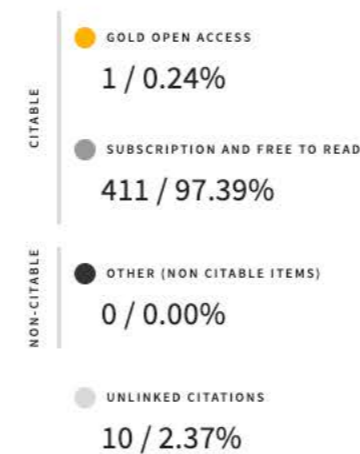 CITABLE
GOLD OPEN ACCESS
1 / 0.24%
SUBSCRIPTION AND FREE TO READ
411 / 97.39%
NON-CITABLE
OTHER (NON CITABLE ITEMS)
0 / 0.00%
UNLINKED CITATIONS
10 / 2.37%